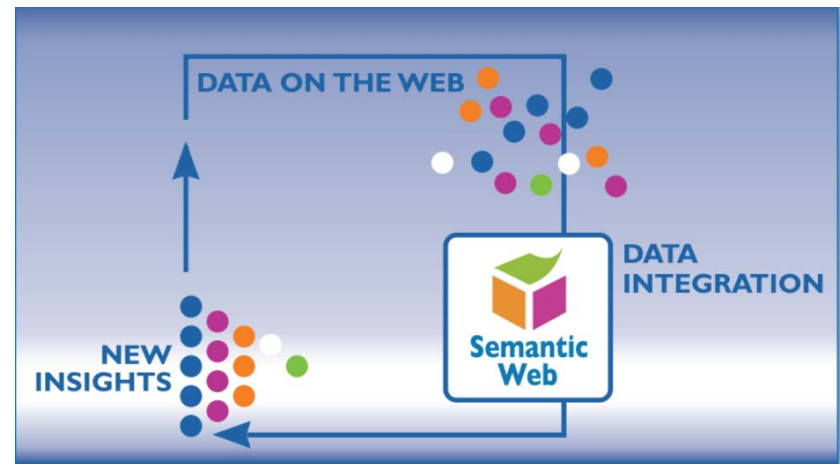 DATA ON THE WEB
DATA
INTEGRATION
Semantic
Web
NEW
INSIGHTS